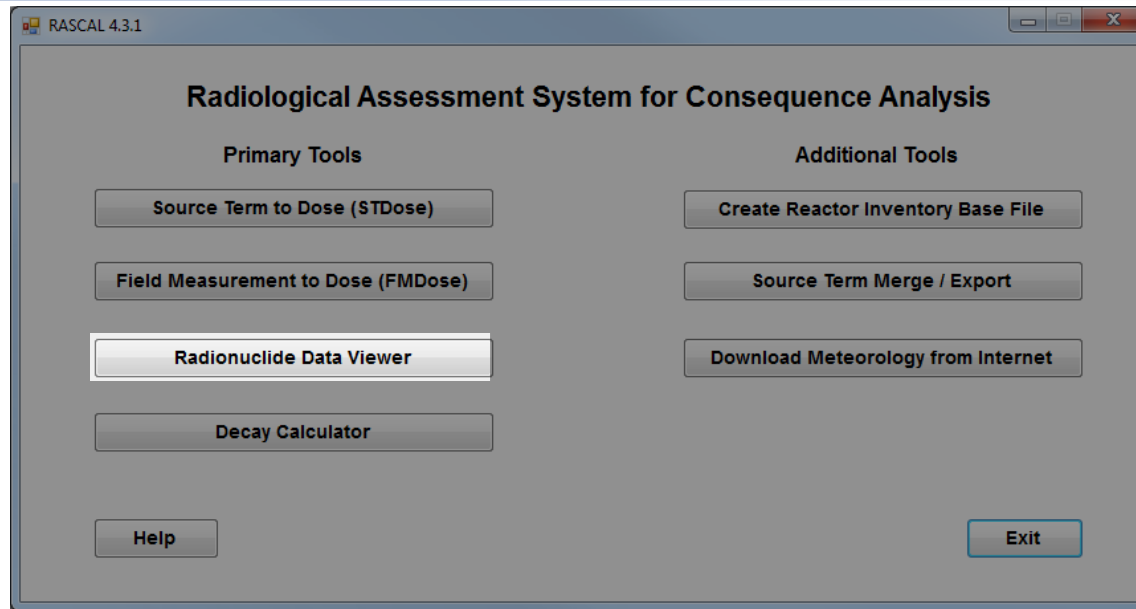 RASCAL 4.3.1
Radiological Assessment System for Consequence Analysis
Primary Tools
Source Term to Dose (STDose)
Field Measurement to Dose (FMDose)
Radionuclide Data Viewer
Decay Calculator
Help
Additional Tools
Create Reactor Inventory Base File
Source Term Merge / Export
Download Meteorology from Internet
Exit